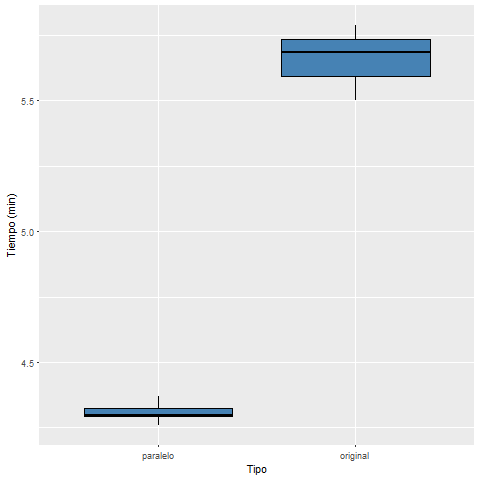 Tiempo (min)
5.5
5.0
4.5
paralelo
original
Tipo